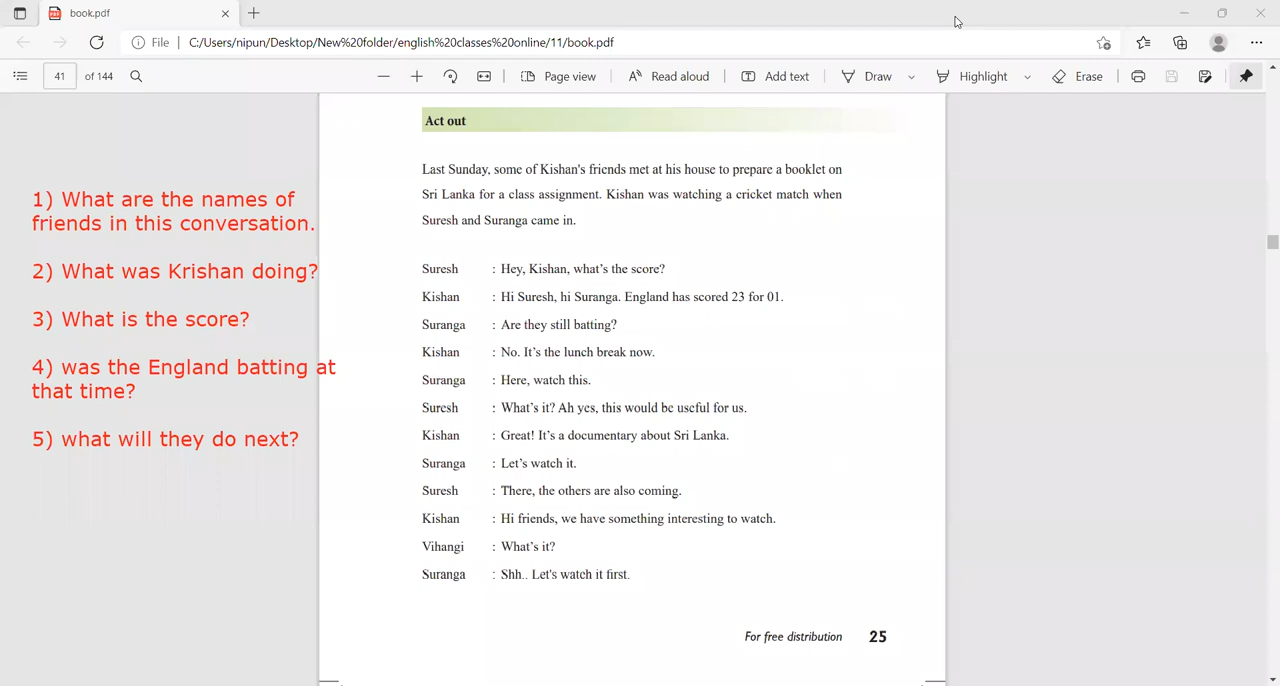 book.pdf
File
C:/Users/nipun/Desktop/New%20folder/english%20classes%20online/11/book.pdf
41 of 144
Page view
Read aloud
Add text
Draw
Highlight
Erase
Act out
Last Sunday, some of Kishan's friends met at his house to prepare a booklet on
Sri Lanka for a class assignment. Kishan was watching a cricket match when
Suresh and Suranga came in.
1) What are the names of
friends in this conversation.
2) What was Krishan doing?
3) What is the score?
4) was the England batting at
that time?
5) what will they do next?
Suresh : Hey, Kishan, what's the score?
Kishan : Hi Suresh, hi Suranga. England has scored 23 for 01.
Suranga : Are they still batting?
Kishan : No. It's the lunch break now.
Suranga : Here, watch this.
Suresh : What's it? Ah yes, this would be useful for us.
Kishan : Great! It's a documentary about Sri Lanka.
Suranga : Let's watch it.
Suresh : There, the others are also coming.
Kishan : Hi friends, we have something interesting to watch.
Vihangi : What's it?
Suranga : Shh.. Let's watch it first.
For free distribution 25